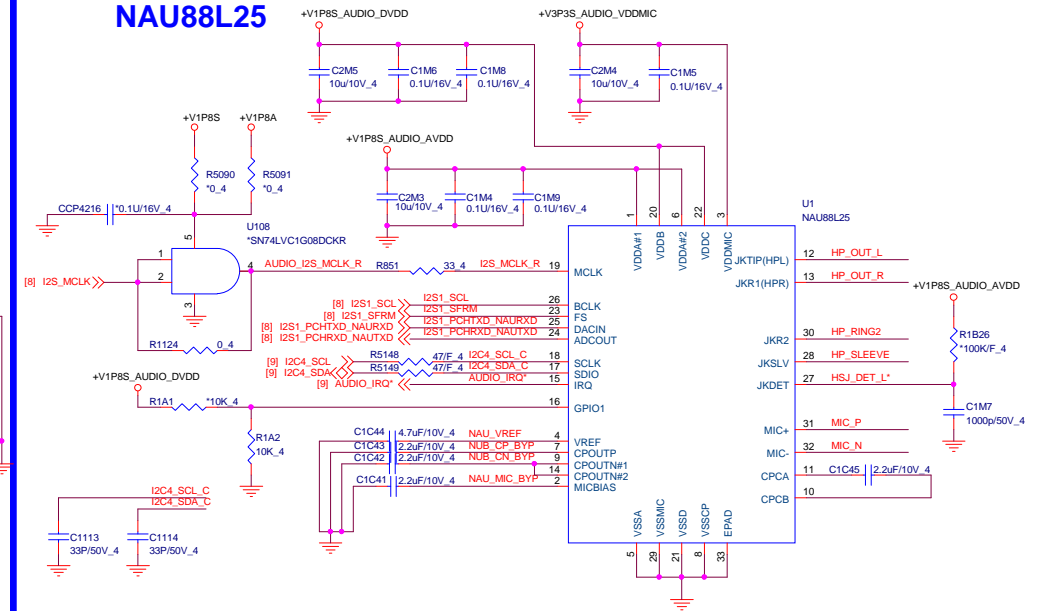 NAU88L25
+V1P8S_AUDIO_DVDD
+V3P3S_AUDIO_VDDMIC
C2M5
10u/10V_4
C1M6
0.1U/16V_4
C1M8
0.1U/16V_4
C2M4
10u/10V_4
C1M5
0.1U/16V_4
+V1P8S
+V1P8A
+V1P8S_AUDIO_AVDD
R5090
*0_4
R5091
*0_4
C2M3
10u/10V_4
C1M4
0.1U/16V_4
C1M9
0.1U/16V_4
CCP4216
*0.1U/16V_4
U108
*SN74LVC1G08DCKR
5
1
2
4
3
[8] I2S_MCLK
AUDIO_I2S_MCLK_R
R851
33_4
I2S_MCLK_R
R1124
0_4
U1
NAU88L25
1
20
6
22
3
VDDA#1
VDDB
VDDA#2
VDDC
VDDMIC
19
MCLK
[8] I2S1_SCL
I2S1_SCL
26
BCLK
[8] I2S1_SFRM
I2S1_SFRM
23
FS
[8] I2S1_PCHTXD_NAURXD
I2S1_PCHTXD_NAURXD
25
DACIN
[8] I2S1_PCHRXD_NAUTXD
I2S1_PCHRXD_NAUTXD
24
ADCOUT
[9] I2C4_SCL
R5148
47/F_4
I2C4_SCL_C
18
SCLK
[9] I2C4_SDA
R5149
47/F_4
I2C4_SDA_C
17
SDIO
[9] AUDIO_IRQ*
AUDIO_IRQ*
15
IRQ
+V1P8S_AUDIO_DVDD
R1A1
*10K_4
16
GPIO1
R1A2
10K_4
C1C44
4.7uF/10V_4
NAU_VREF
4
VREF
C1C43
2.2uF/10V_4
NUB_CP_BYP
7
CPOUTP
C1C42
2.2uF/10V_4
NUB_CN_BYP
9
CPOUTN#1
14
CPOUTN#2
C1C41
2.2uF/10V_4
NAU_MIC_BYP
2
MICBIAS
I2C4_SCL_C
I2C4_SDA_C
C1113
33P/50V_4
C1114
33P/50V_4
JKTIP(HPL)
12
HP_OUT_L
JKR1(HPR)
13
HP_OUT_R
+V1P8S_AUDIO_AVDD
R1B26
*100K/F_4
JKR2
30
HP_RING2
JKSLV
28
HP_SLEEVE
JKDET
27
HSJ_DET_L*
C1M7
1000p/50V_4
MIC+
31
MIC_P
MIC-
32
MIC_N
CPCA
11
C1C45
2.2uF/10V_4
CPCB
10
VSSA
VSSMIC
VSSD
VSSCP
EPAD
5
29
21
8
33